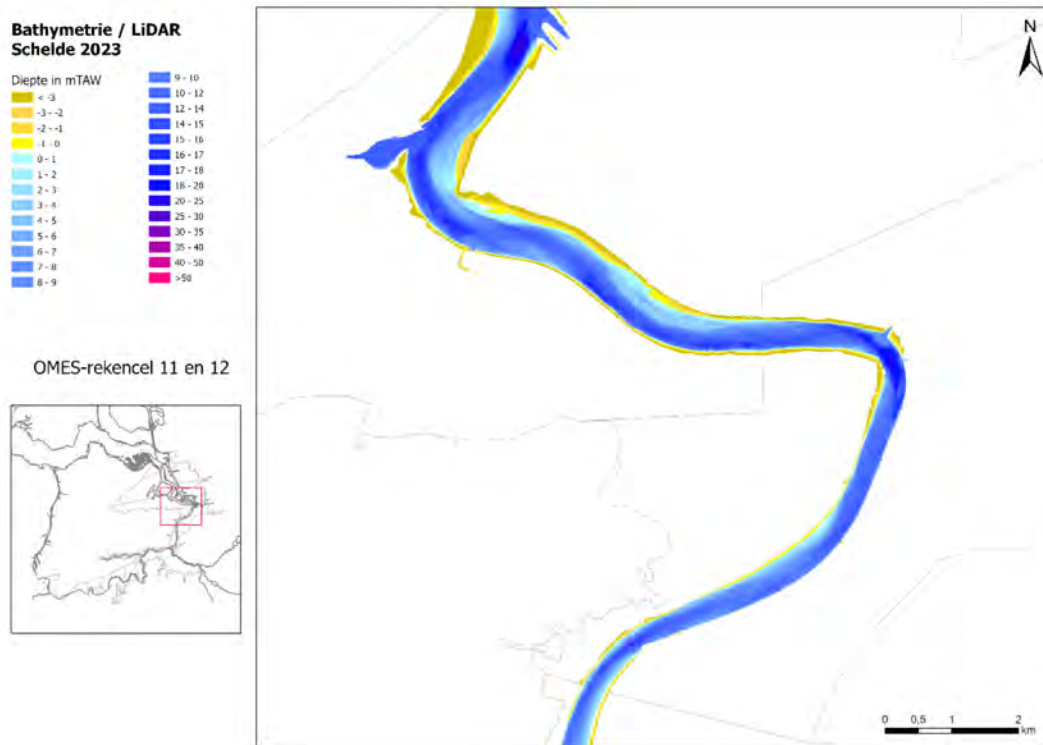 Bathymetrie / LiDAR
Schelde 2023
Diepte in mTAW
< -3
-3 - -2
-2 - -1
-1 - 0
0 - 1
1 - 2
2 - 3
3 - 4
4 - 5
5 - 6
6 - 7
7 - 8
8 - 9
9 - 10
10 - 12
12 - 14
14 - 15
15 - 16
16 - 17
17 - 18
18 - 20
20 - 25
25 - 30
30 - 35
35 - 40
40 - 50
>50
OMES-rekencel 11 en 12
N
0 0,5 1 2
km